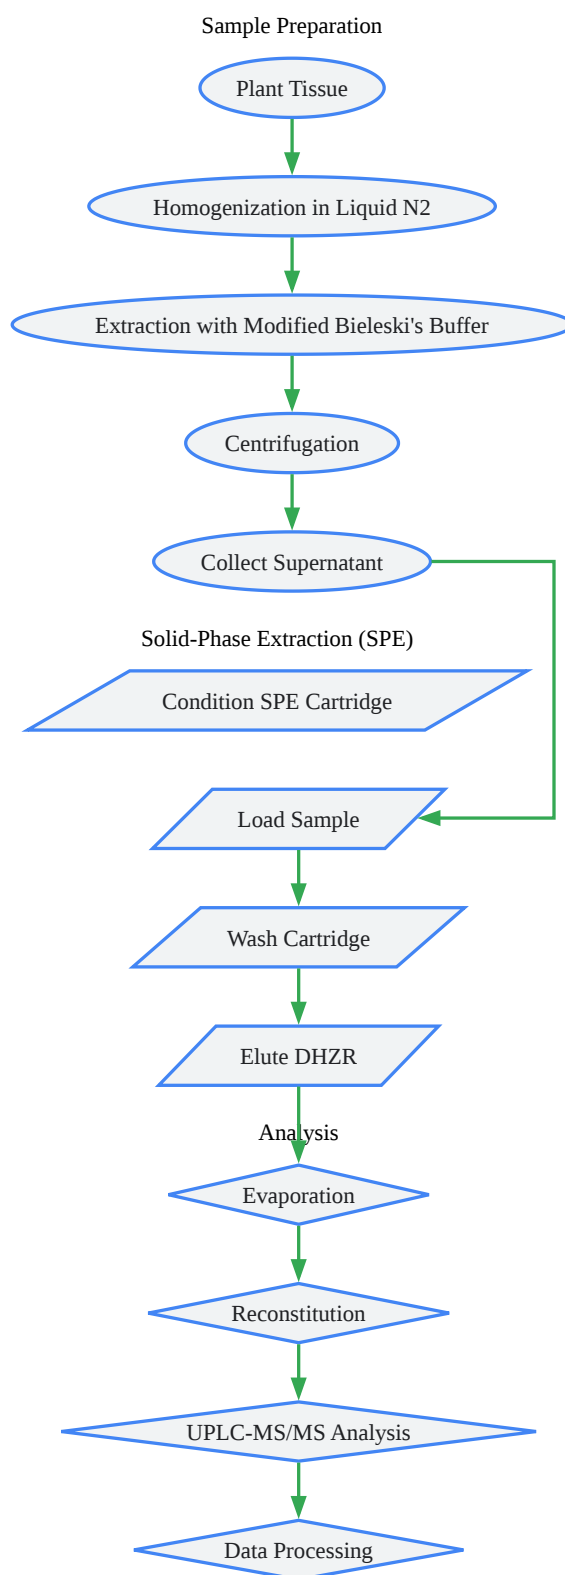 Sample Preparation
Plant Tissue
Homogenization in Liquid N2
Extraction with Modified Bieleski's Buffer
Centrifugation
Collect Supernatant
Solid-Phase Extraction (SPE)
Condition SPE Cartridge
Load Sample
Wash Cartridge
Elute DHZR
Analysis
Evaporation
Reconstitution
UPLC-MS/MS Analysis
Data Processing